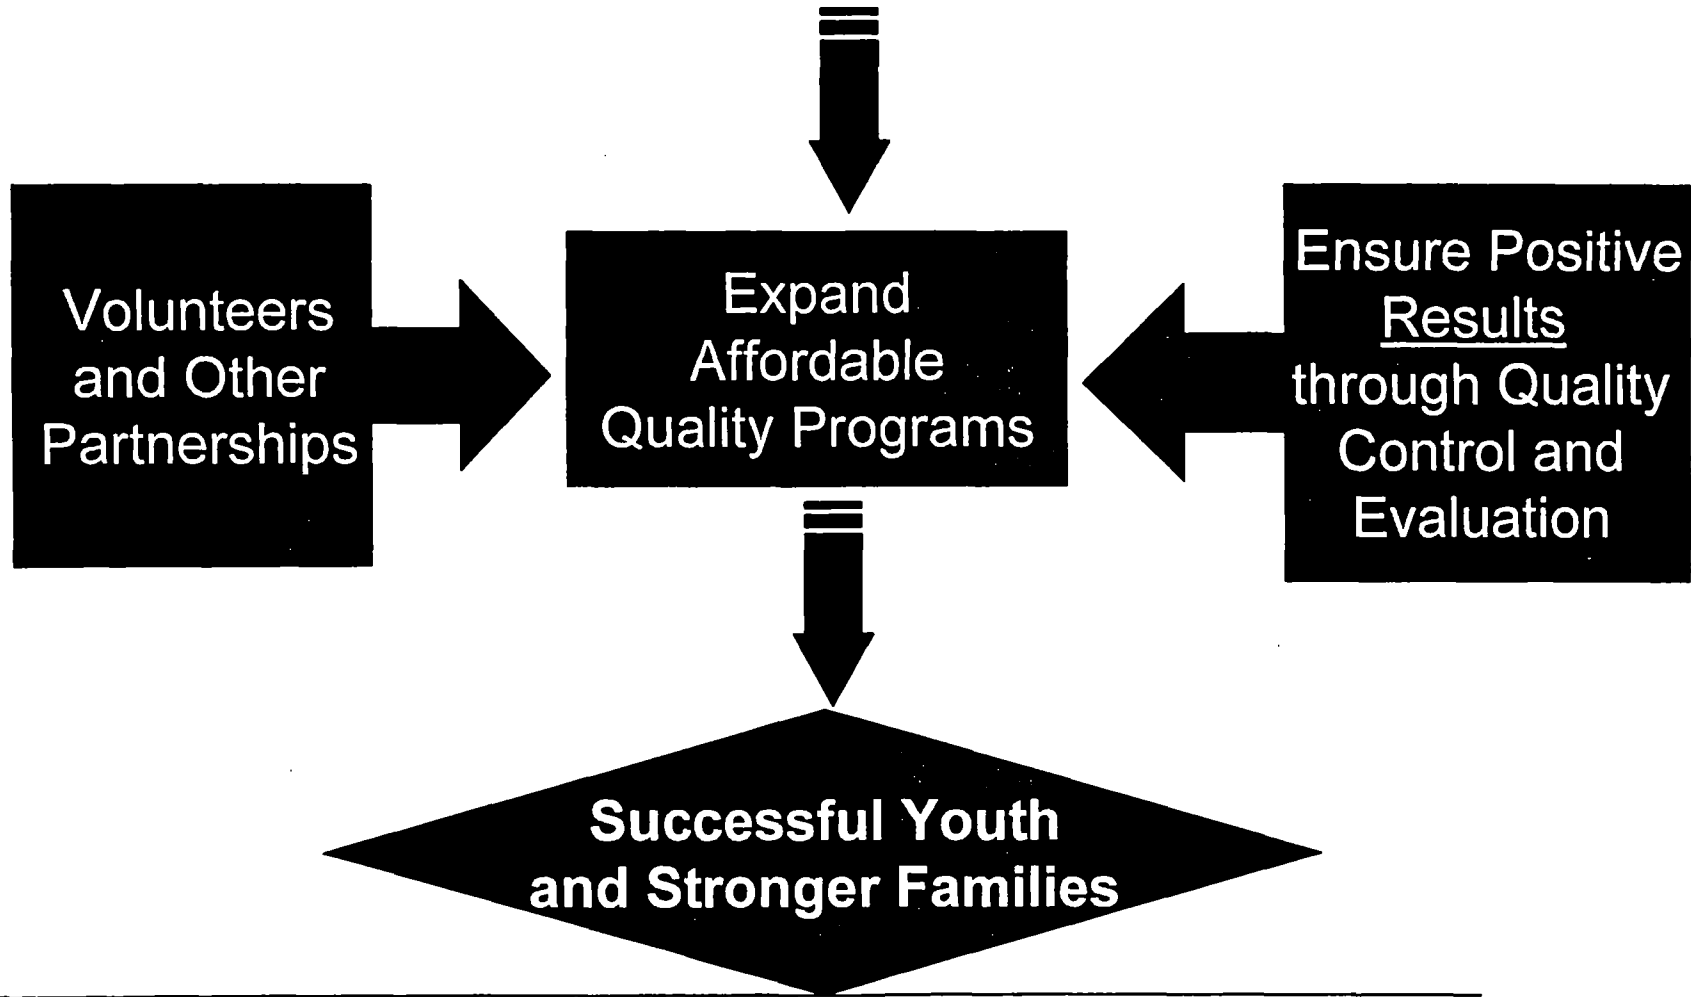 Volunteers
and Other
Partnerships
Expand
Affordable
Quality Programs
Ensure Positive
Results
through Quality
Control and
Evaluation
Successful Youth
and Stronger Families